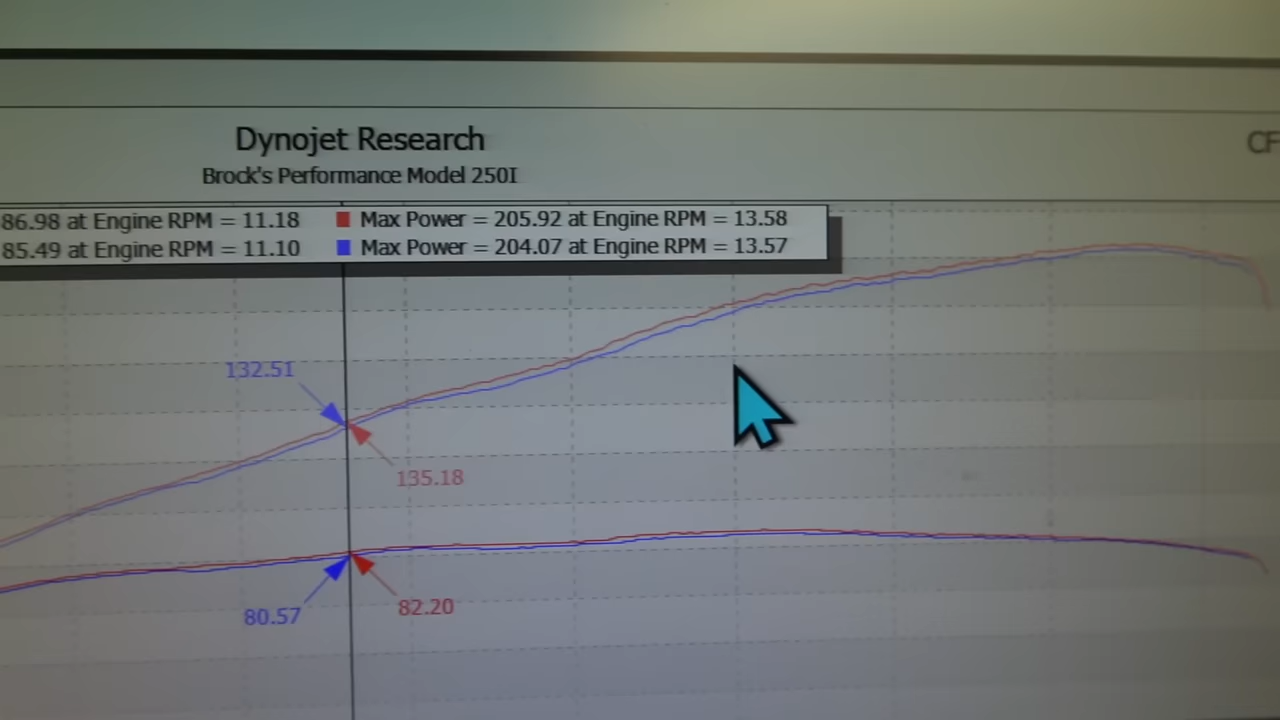 Dynojet Research
CF
Brock's Performance Model 250I
86.98 at Engine RPM = 11.18 Max Power = 205.92 at Engine RPM = 13.58
85.49 at Engine RPM = 11.10 Max Power = 204.07 at Engine RPM = 13.57
132.51
135.18
80.57
82.20